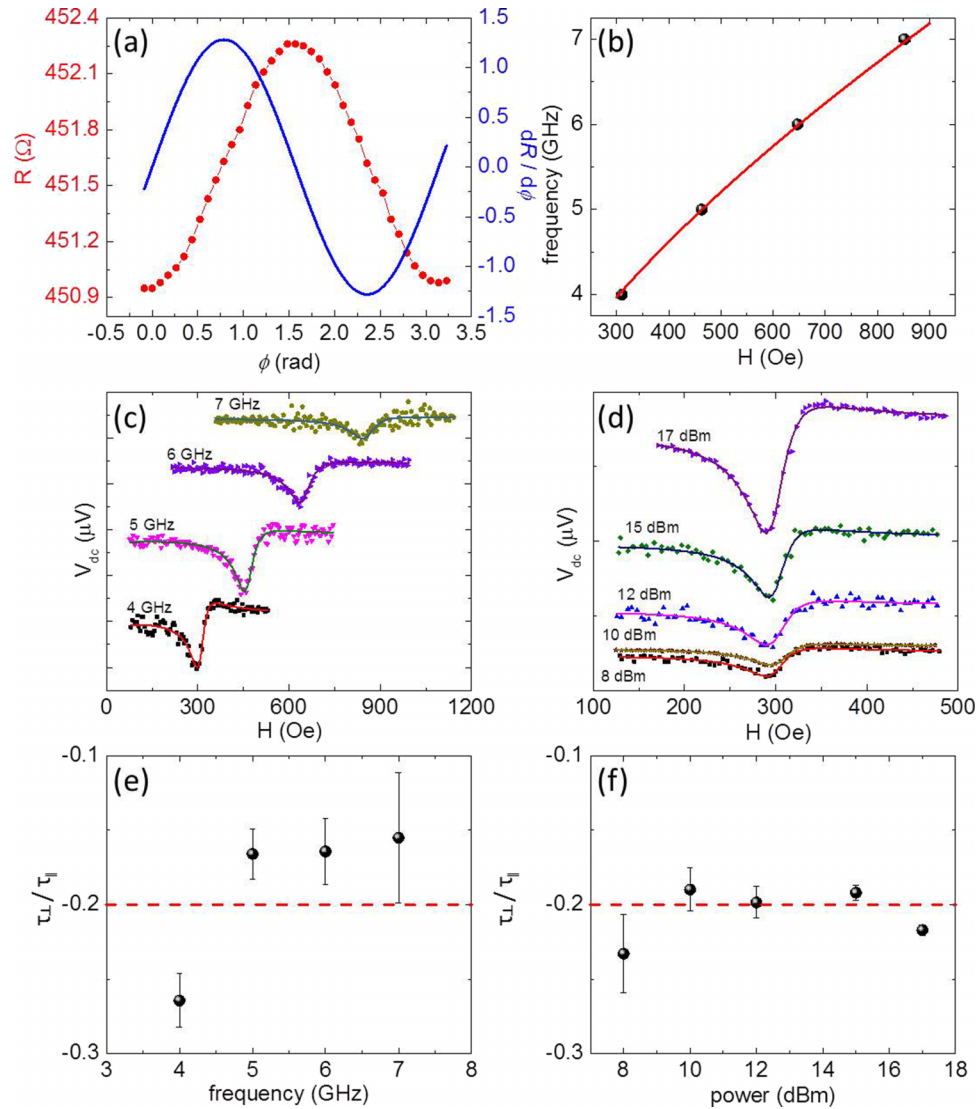 (a)
452.4
452.1
451.8
451.5
451.2
450.9
R (Ω)
1.5
1.0
0.5
0.0
-0.5
-1.0
-1.5
dR / dϕ
-0.5 0.0 0.5 1.0 1.5 2.0 2.5 3.0 3.5
ϕ (rad)
(b)
7
6
5
4
frequency (GHz)
300 400 500 600 700 800 900
H (Oe)
(c)
7 GHz
6 GHz
5 GHz
4 GHz
V_dc (μV)
0 300 600 900 1200
H (Oe)
(d)
17 dBm
15 dBm
12 dBm
10 dBm
8 dBm
V_dc (μV)
100 200 300 400 500
H (Oe)
(e)
-0.1
-0.2
-0.3
τ⊥ / τ∥
3 4 5 6 7 8
frequency (GHz)
(f)
-0.1
-0.2
-0.3
τ⊥ / τ∥
8 10 12 14 16 18
power (dBm)